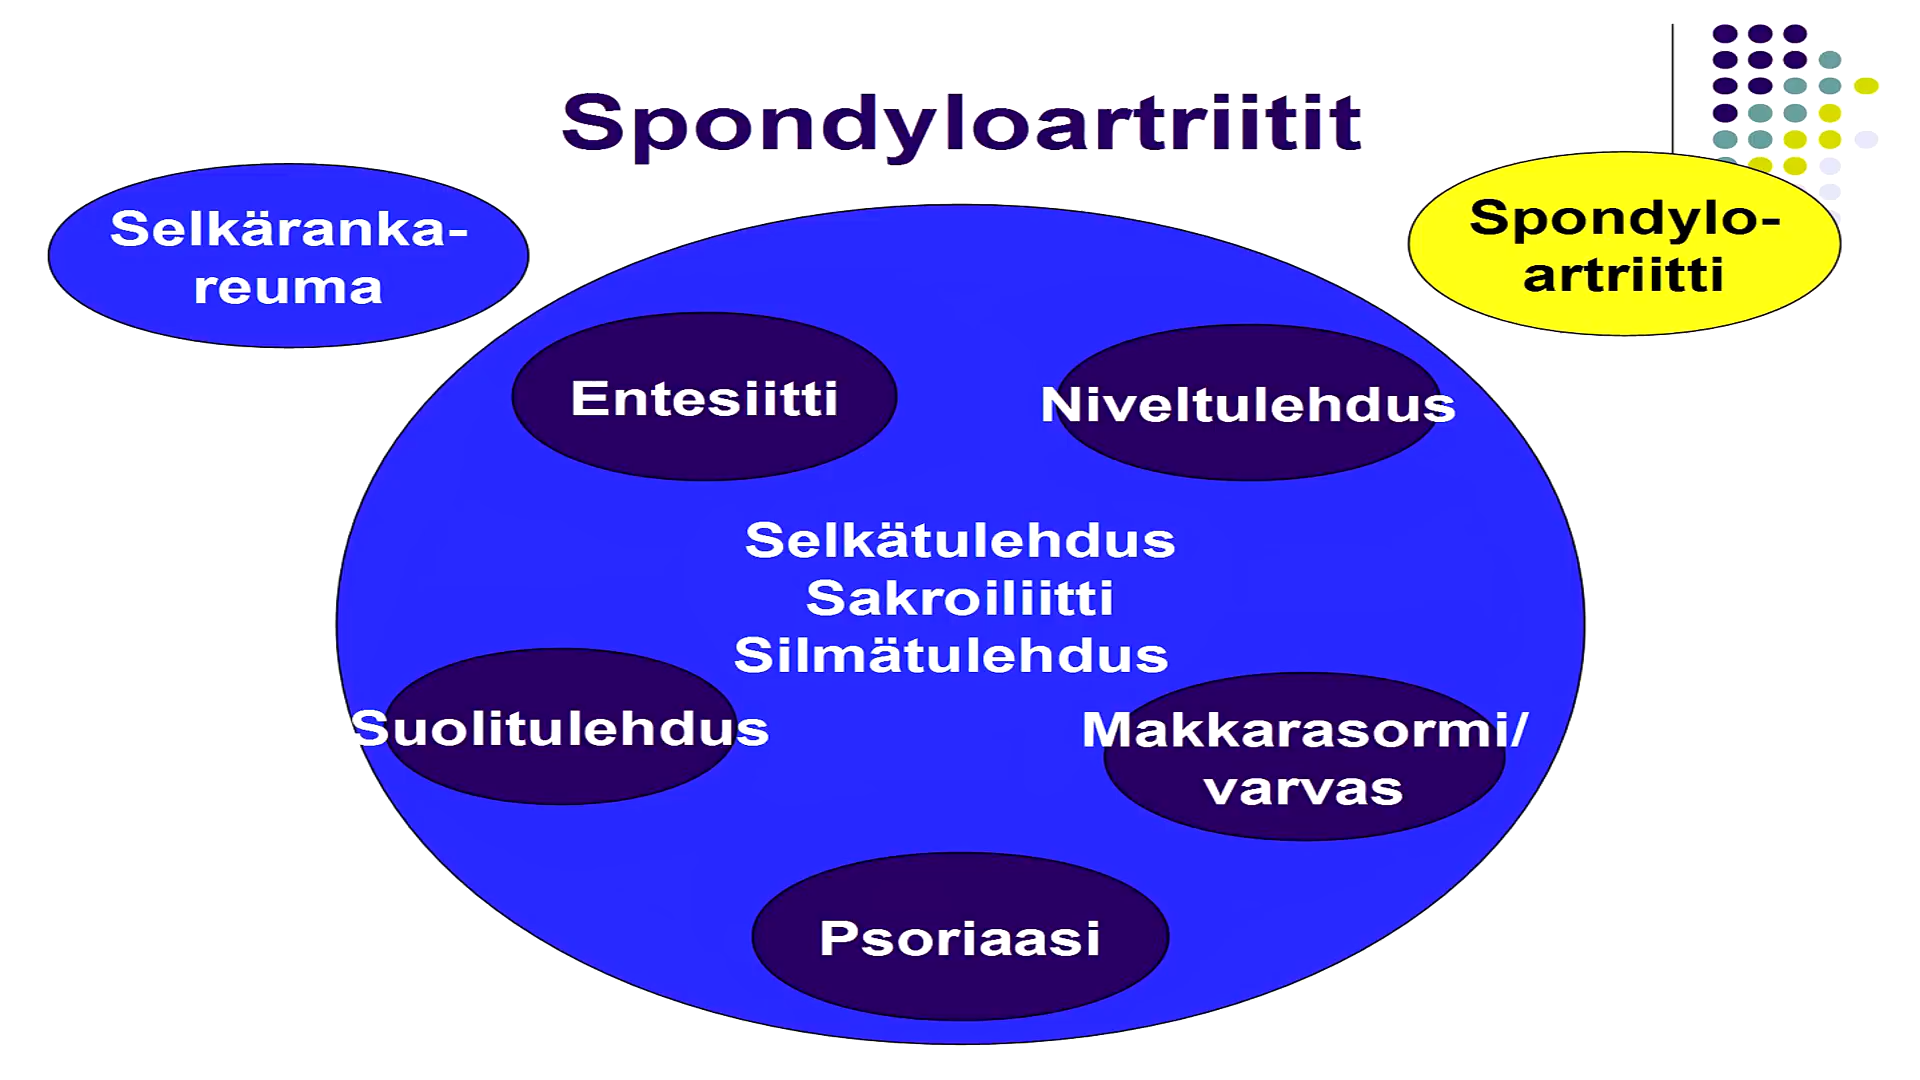 Spondyloartriitit
Selkäranka-
reuma
Spondylo-
artriitti
Entesiitti
Niveltulehdus
Selkätulehdus
Sakroiliitti
Silmätulehdus
Suolitulehdus
Makkarasormi/
varvas
Psoriaasi